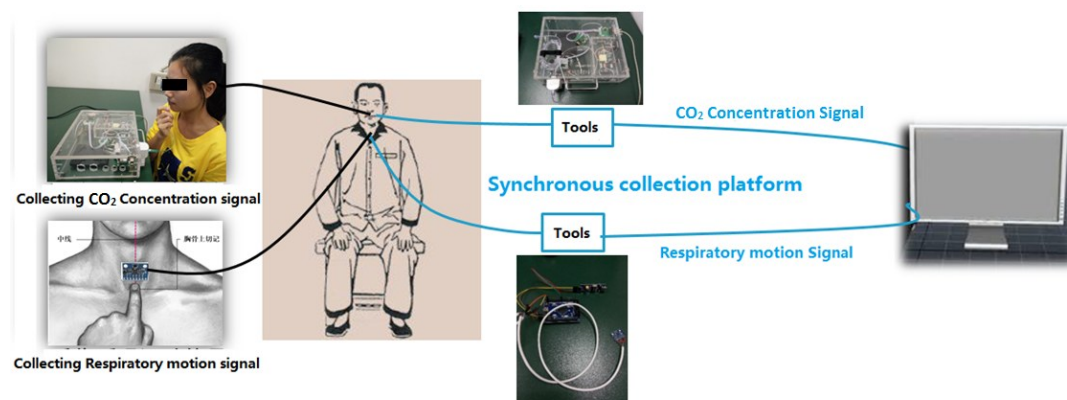 Tools
CO₂ Concentration Signal
Collecting CO₂ Concentration signal
Synchronous collection platform
中线
胸骨上切记
Tools
Respiratory motion Signal
Collecting Respiratory motion signal